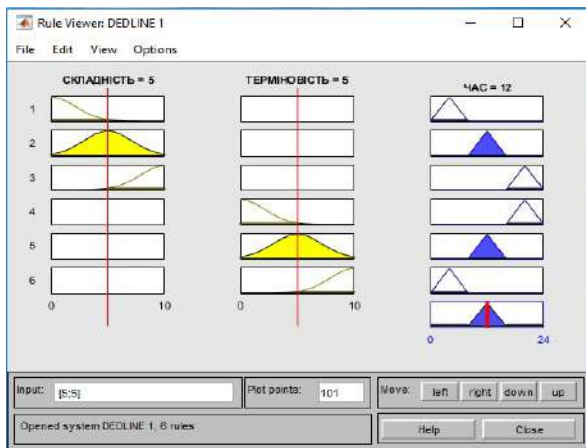 Rule Viewer: DEDLINE 1
File Edit View Options
СКЛАДНІСТЬ = 5 ТЕРМІНОВІСТЬ = 5 ЧАС = 12
1
2
3
4
5
6
0 10 0 10
0 24
Input: [5;5] Plot points: 101 Move: left right down up
Opened system DEDLINE 1, 6 rules Help Close